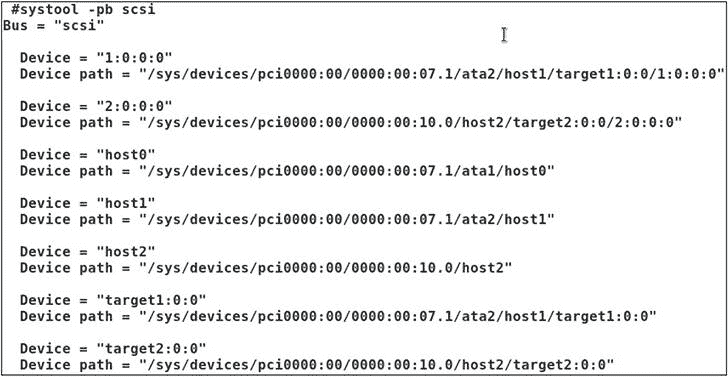 #systool -pb scsi
Bus = "scsi"
Device = "1:0:0:0"
Device path = "/sys/devices/pci0000:00/0000:00:07.1/ata2/host1/target1:0:0/1:0:0:0"
Device = "2:0:0:0"
Device path = "/sys/devices/pci0000:00/0000:00:10.0/host2/target2:0:0/2:0:0:0"
Device = "host0"
Device path = "/sys/devices/pci0000:00/0000:00:07.1/ata1/host0"
Device = "host1"
Device path = "/sys/devices/pci0000:00/0000:00:07.1/ata2/host1"
Device = "host2"
Device path = "/sys/devices/pci0000:00/0000:00:10.0/host2"
Device = "target1:0:0"
Device path = "/sys/devices/pci0000:00/0000:00:07.1/ata2/host1/target1:0:0"
Device = "target2:0:0"
Device path = "/sys/devices/pci0000:00/0000:00:10.0/host2/target2:0:0"